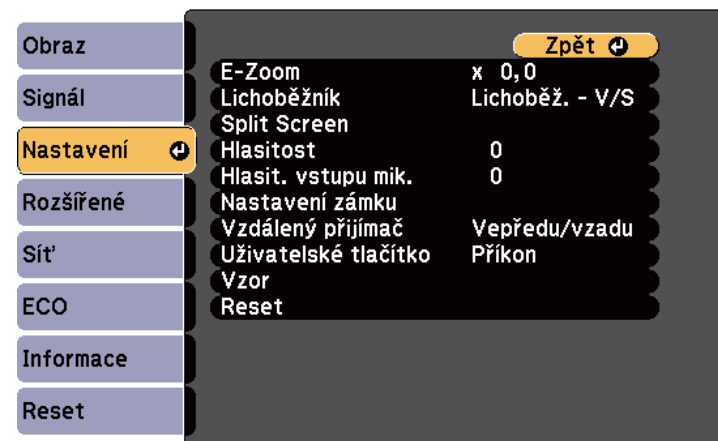 Obraz
Signál
Nastavení
Rozšířené
Síť
ECO
Informace
Reset
Zpět
E-Zoom x 0,0
Lichoběžník Lichoběž. - V/S
Split Screen
Hlasitost 0
Hlasit. vstupu mik. 0
Nastavení zámku
Vzdálený přijímač Vepředu/vzadu
Uživatelské tlačítko Příkon
Vzor
Reset